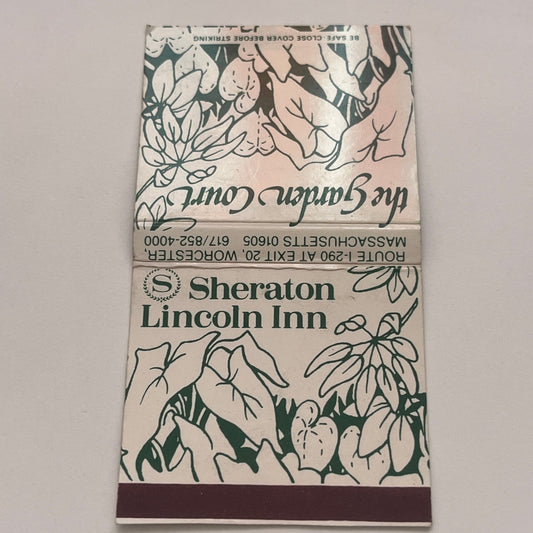 BE SAFE - CLOSE COVER BEFORE STRIKING
the Garden Court
ROUTE I-290 AT EXIT 20, WORCESTER,
MASSACHUSETTS 01605 617/852-4000
S Sheraton
Lincoln Inn